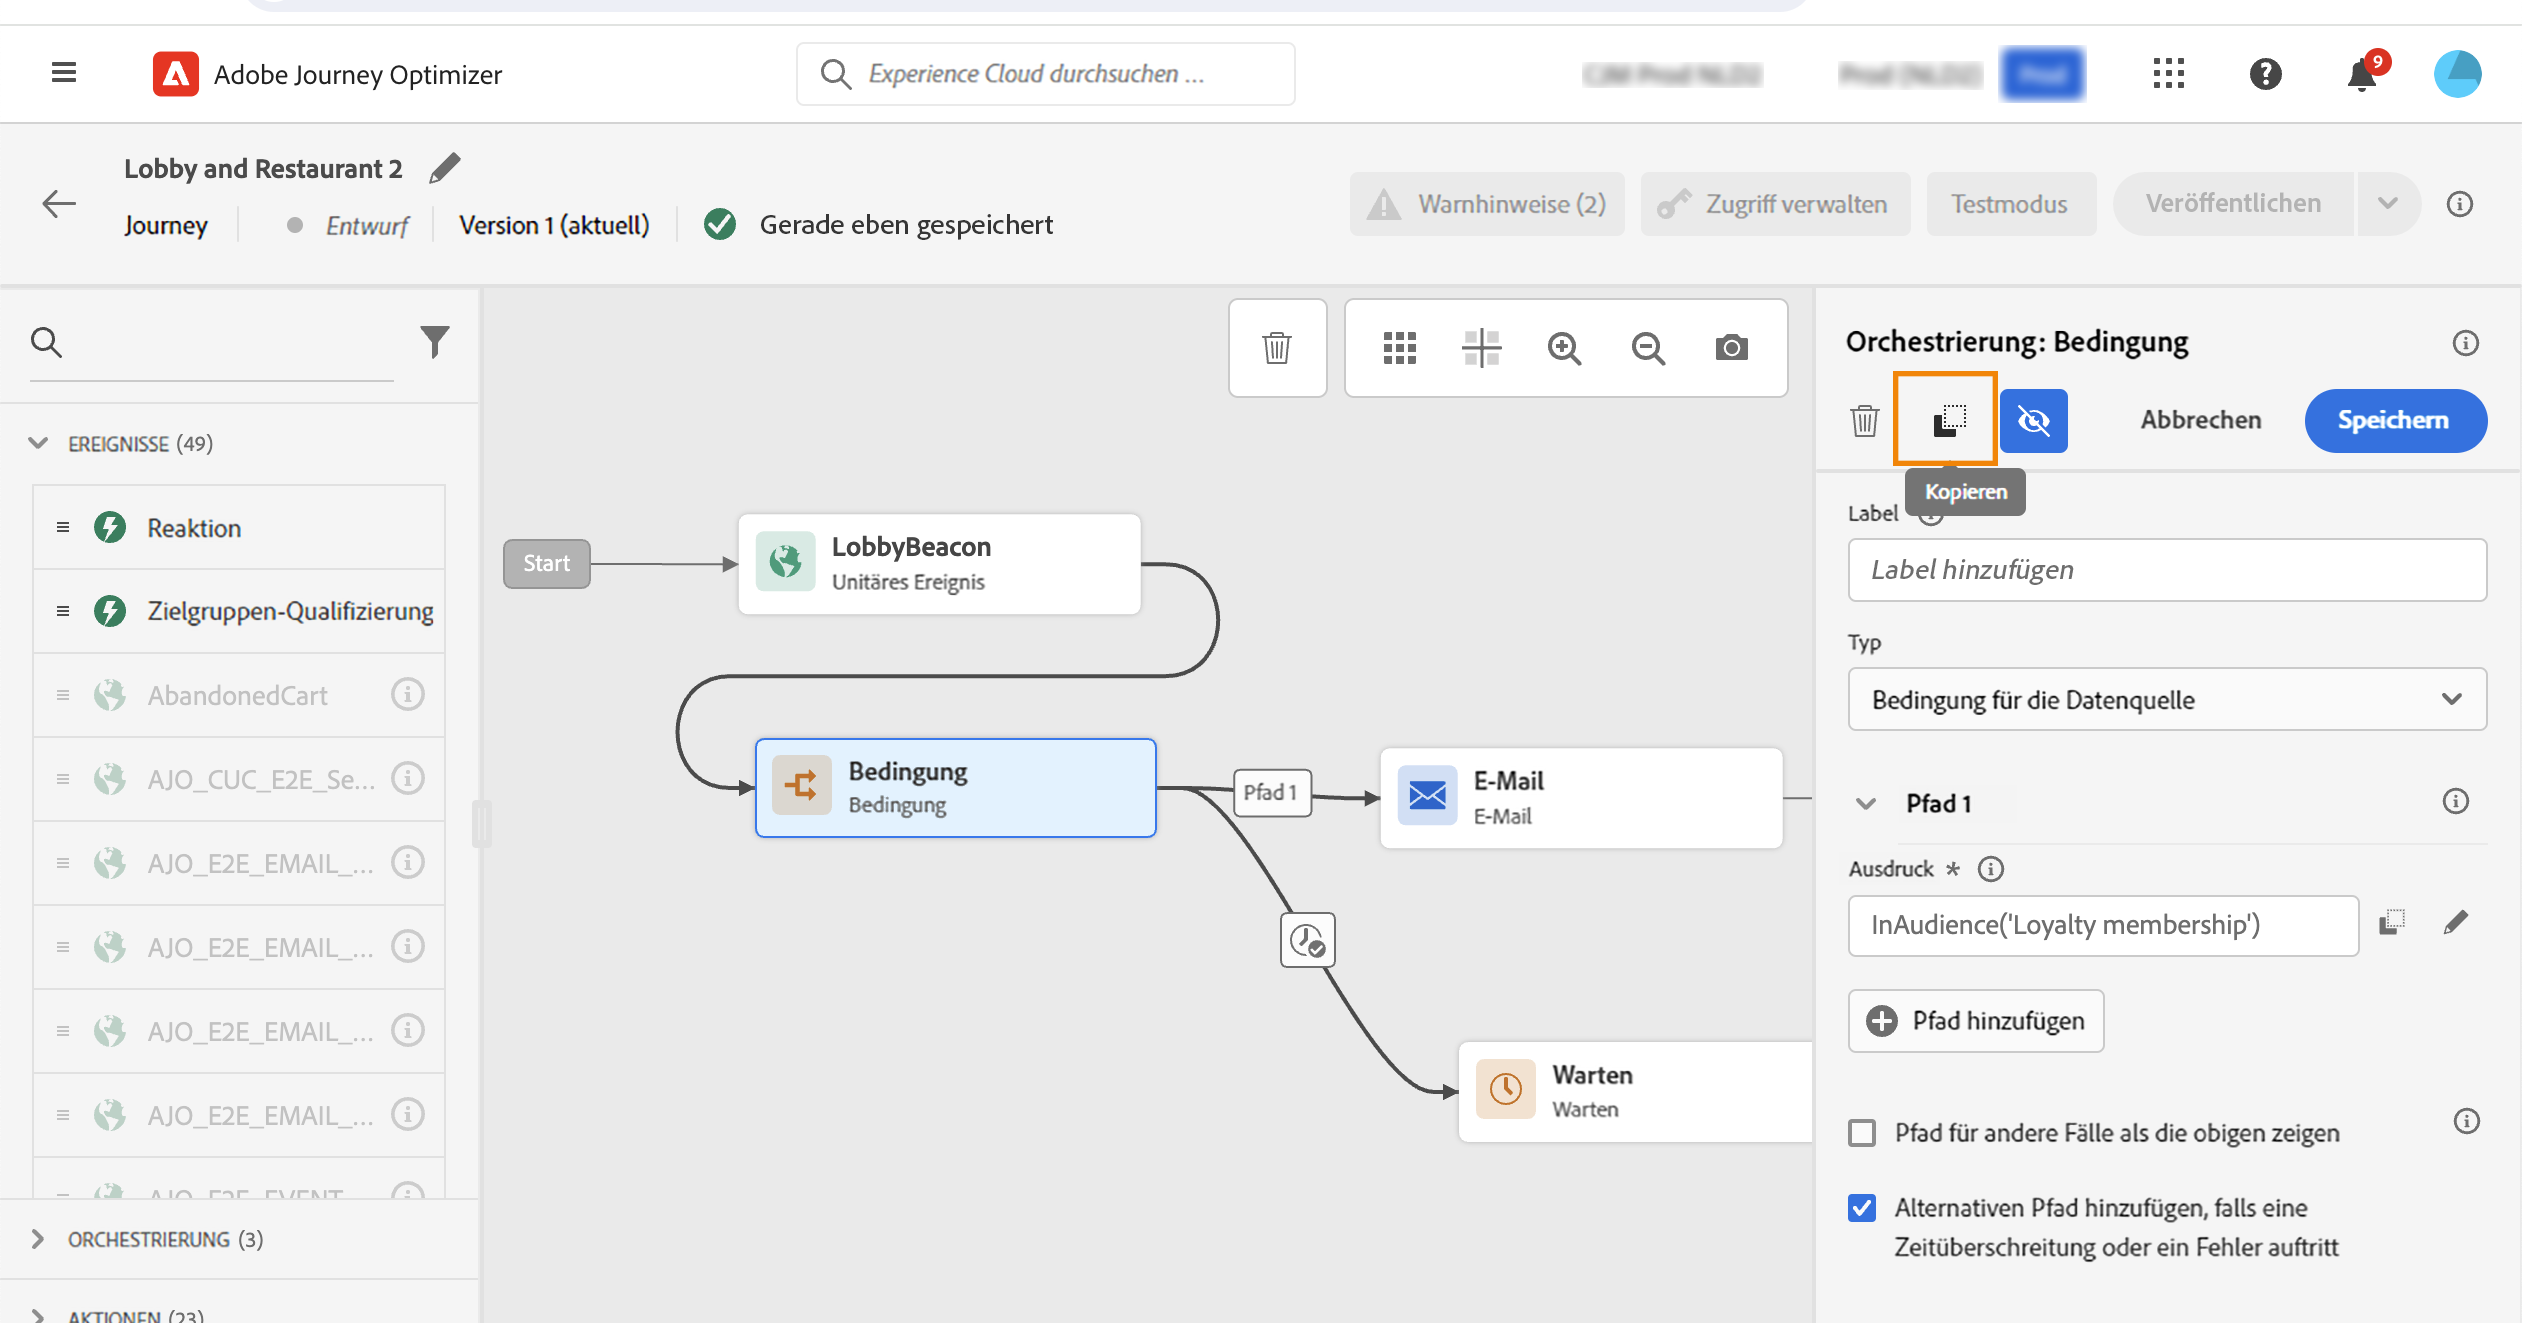 Adobe Journey Optimizer
Experience Cloud durchsuchen ...
9
Lobby and Restaurant 2
Journey
Entwurf
Version 1 (aktuell)
Gerade eben gespeichert
Warnhinweise (2)
Zugriff verwalten
Testmodus
Veröffentlichen
EREIGNISSE (49)
Reaktion
Zielgruppen-Qualifizierung
AbandonedCart
AJO_CUC_E2E_Se...
AJO_E2E_EMAIL_...
AJO_E2E_EMAIL_...
AJO_E2E_EMAIL_...
AJO_E2E_EMAIL_...
AJO_E2E_EVENT
ORCHESTRIERUNG (3)
AKTIONEN (23)
Start
LobbyBeacon
Unitäres Ereignis
Bedingung
Bedingung
Pfad 1
E-Mail
E-Mail
Warten
Warten
Orchestrierung: Bedingung
Abbrechen
Speichern
Kopieren
Label
Label hinzufügen
Typ
Bedingung für die Datenquelle
Pfad 1
Ausdruck *
InAudience('Loyalty membership')
Pfad hinzufügen
Pfad für andere Fälle als die obigen zeigen
Alternativen Pfad hinzufügen, falls eine
Zeitüberschreitung oder ein Fehler auftritt